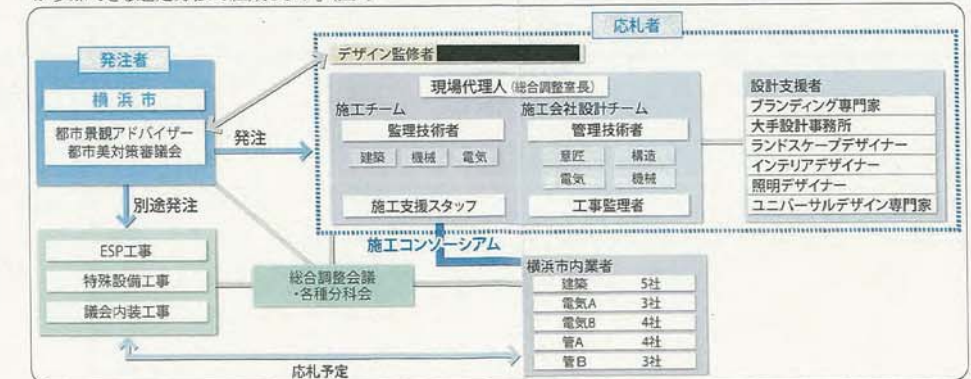 応札者
発注者
横浜市
都市景観アドバイザー
都市美対策審議会
発注
別途発注
デザイン監修者
現場代理人(総合調整室長)
施工チーム
監理技術者
建築 機械 電気
施工支援スタッフ
施工会社設計チーム
管理技術者
意匠 構造
電気 機械
工事監理者
設計支援者
ブランディング専門家
大手設計事務所
ランドスケープデザイナー
インテリアデザイナー
照明デザイナー
ユニバーサルデザイン専門家
ESP工事
特殊設備工事
議会内装工事
総合調整会議
・各種分科会
施工コンソーシアム
横浜市内業者
建築 5社
電気A 3社
電気B 4社
管A 4社
管B 3社
応札予定